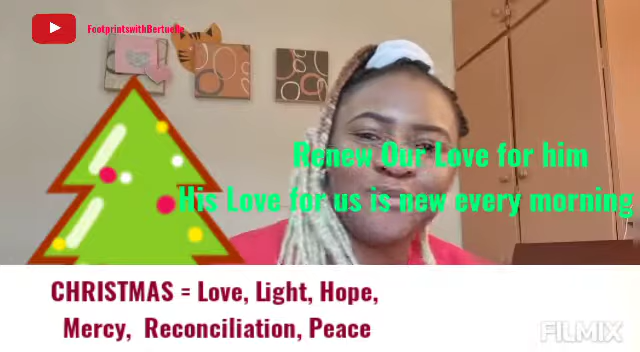 FootprintswithBertuelle
Renew Our Love for him
His Love for us is new every morning
CHRISTMAS = Love, Light, Hope,
Mercy, Reconciliation, Peace
FILMIX